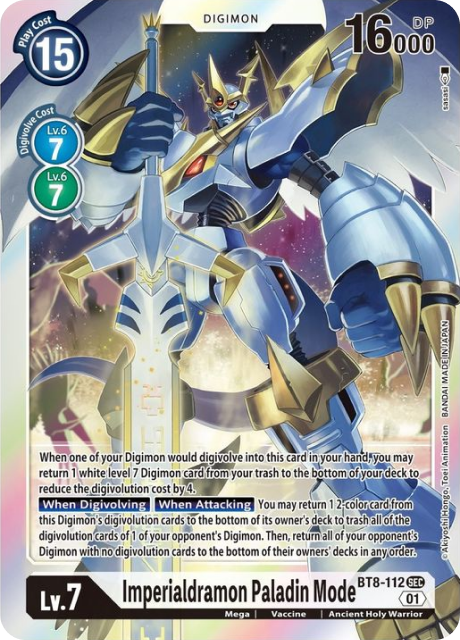 Play Cost
15
DIGIMON
DP
16000
Digivolve Cost
Lv.6
7
Lv.6
7
sasasi
When one of your Digimon would digivolve into this card in your hand, you may
return 1 white level 7 Digimon card from your trash to the bottom of your deck to
reduce the digivolution cost by 4.
When Digivolving When Attacking You may return 1 2-color card from
this Digimon's digivolution cards to the bottom of its owner's deck to trash all of the
digivolution cards of 1 of your opponent's Digimon. Then, return all of your opponent's
Digimon with no digivolution cards to the bottom of their owners' decks in any order.
©Akiyoshi Hongo, Toei Animation BANDAI MADE IN JAPAN
Lv.7
Imperialdramon Paladin Mode
BT8-112 SEC
01
Mega | Vaccine | Ancient Holy Warrior